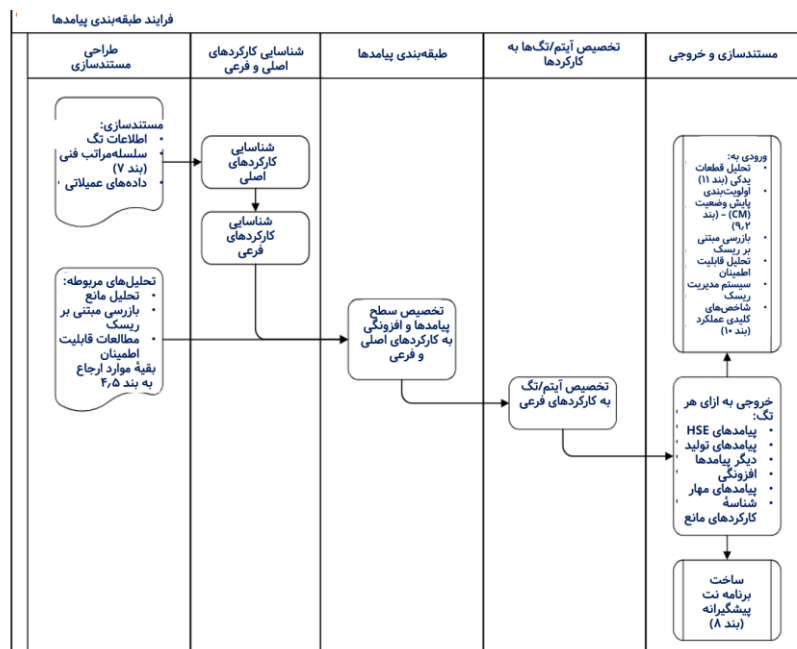 فرایند طبقه‌بندی پیامدها
طراحی
مستندسازی
شناسایی کارکردهای
اصلی و فرعی
طبقه‌بندی پیامدها
تخصیص آیتم/تگ‌ها به
کارکردها
مستندسازی و خروجی
مستندسازی:
• اطلاعات تگ
• سلسله‌مراتب فنی
(بند ۷)
• داده‌های عمیلاتی
شناسایی
کارکردهای
اصلی
شناسایی
کارکردهای
فرعی
تحلیل‌های مربوطه:
• تحلیل مانع
• بازرسی مبتنی بر
ریسک
• مطالعات قابلیت
اطمینان
بقیهٔ موارد ارجاع
به بند ۴٫۵
تخصیص سطح
پیامدها و افزونگی
به کارکردهای اصلی
و فرعی
تخصیص آیتم/تگ
به کارکردهای فرعی
ورودی به:
• تحلیل قطعات
یدکی (بند ۱۱)
• اولویت‌بندی
پایش وضعیت
(CM) – (بند
۹٫۲)
• بازرسی مبتنی
بر ریسک
• تحلیل قابلیت
اطمینان
• سیستم مدیریت
ریسک
• شاخص‌های
کلیدی عملکرد
(بند ۱۰)
خروجی به ازای هر
تگ:
• پیامدهای HSE
• پیامدهای تولید
• دیگر پیامدها
• افزونگی
• پیامدهای مهار
• شناسهٔ
کارکردهای مانع
ساخت
برنامه نت
پیشگیرانه
(بند ۸)